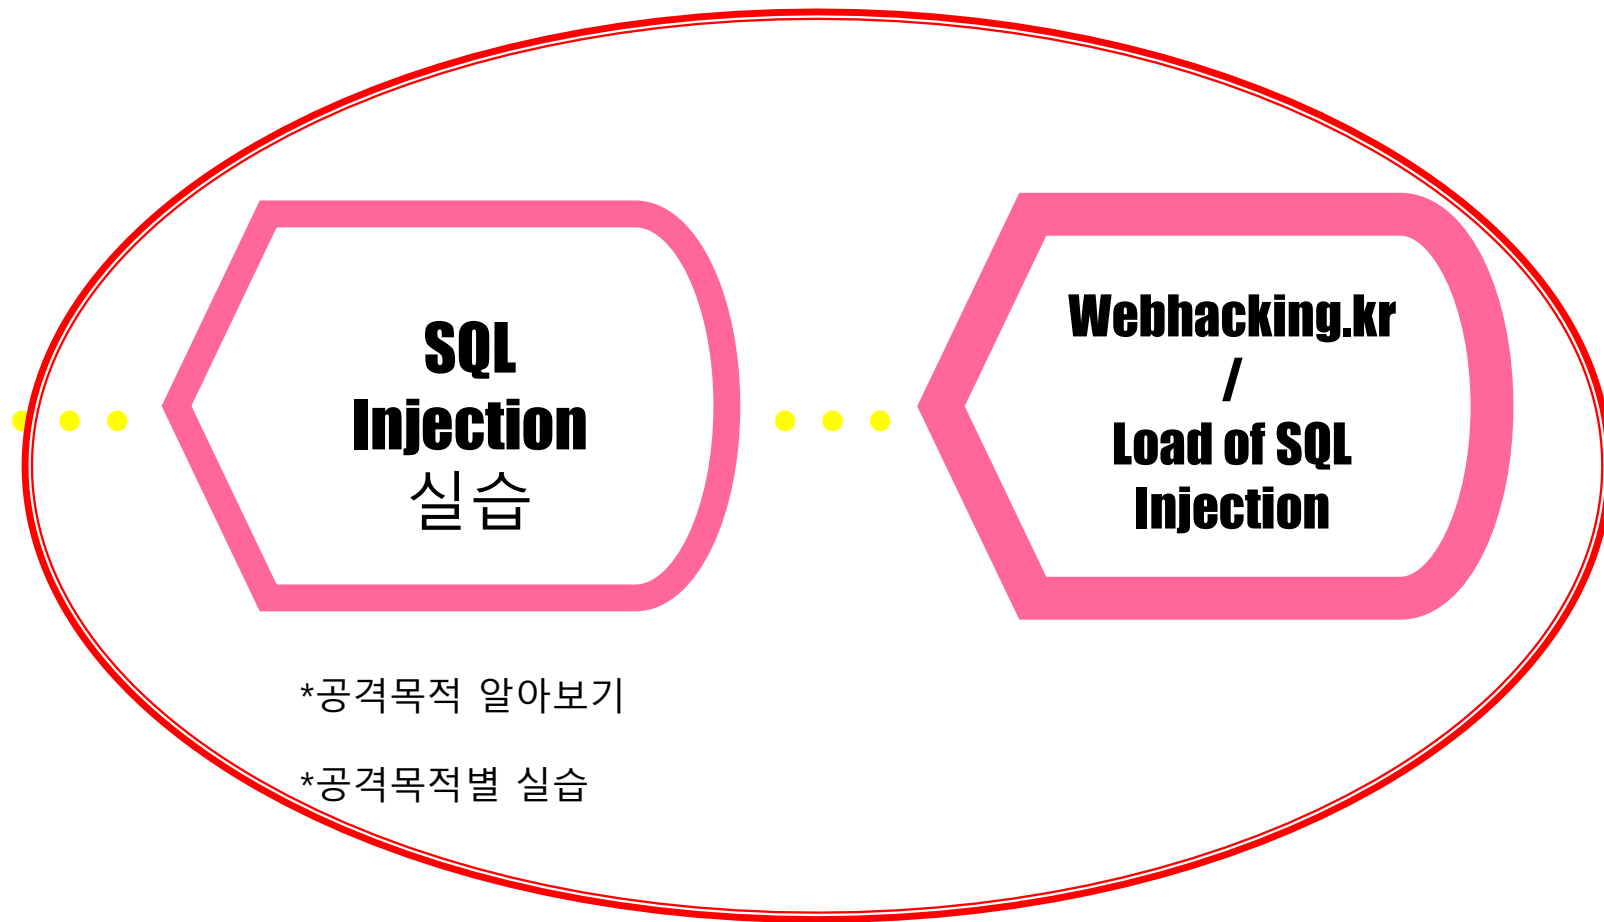 SQL
Injection
실습
Webhacking.kr
/
Load of SQL
Injection
*공격목적 알아보기
*공격목적별 실습